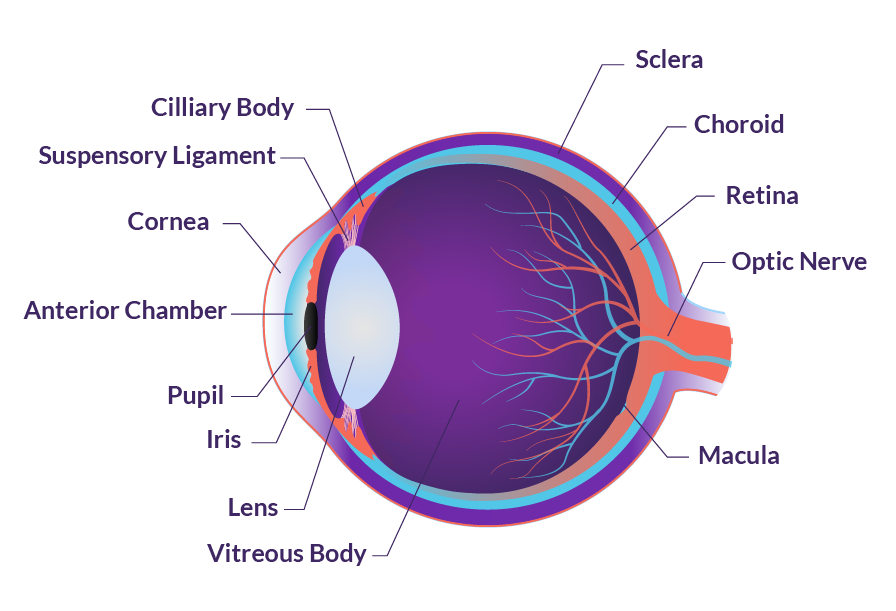 Sclera
Cilliary Body
Choroid
Suspensory Ligament
Retina
Cornea
Optic Nerve
Anterior Chamber
Pupil
Iris
Macula
Lens
Vitreous Body